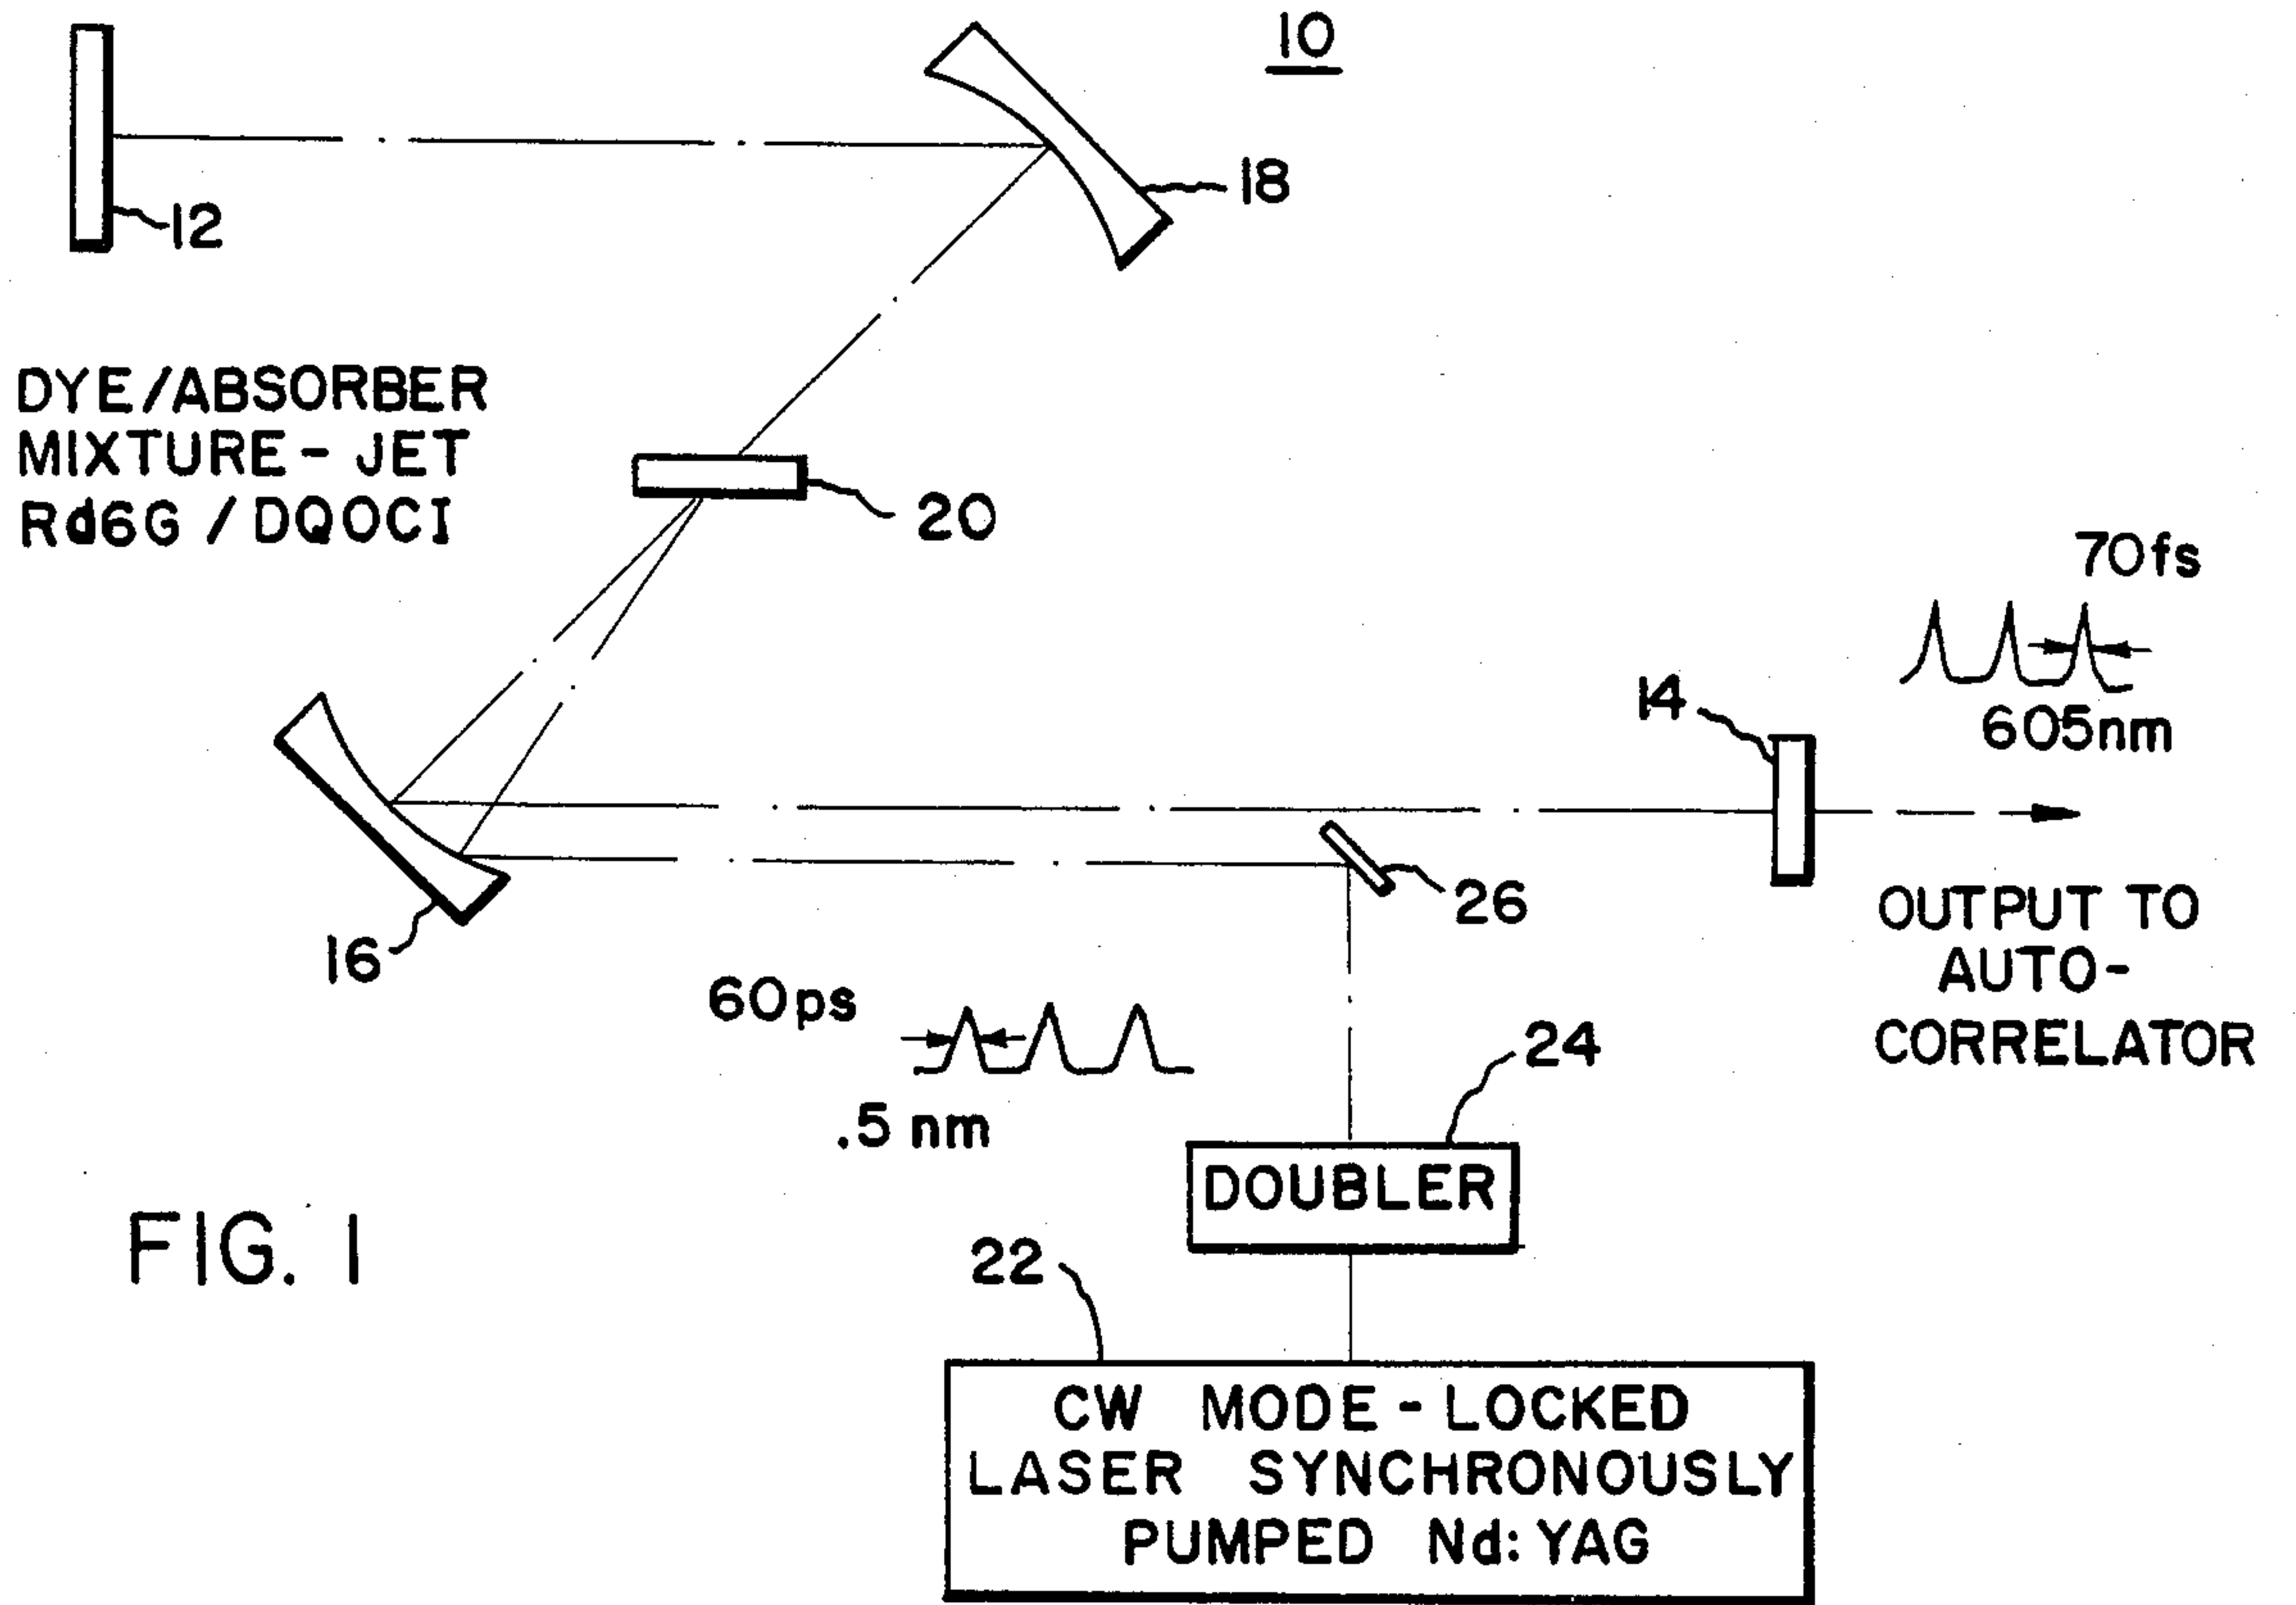 10
18
12
DYE/ABSORBER
MIXTURE - JET
Rd6G / DQOCI
20
70fs
14
605nm
26
OUTPUT TO
AUTO-
CORRELATOR
16
60ps
24
.5 nm
DOUBLER
FIG. 1
22
CW MODE - LOCKED
LASER SYNCHRONOUSLY
PUMPED Nd: YAG